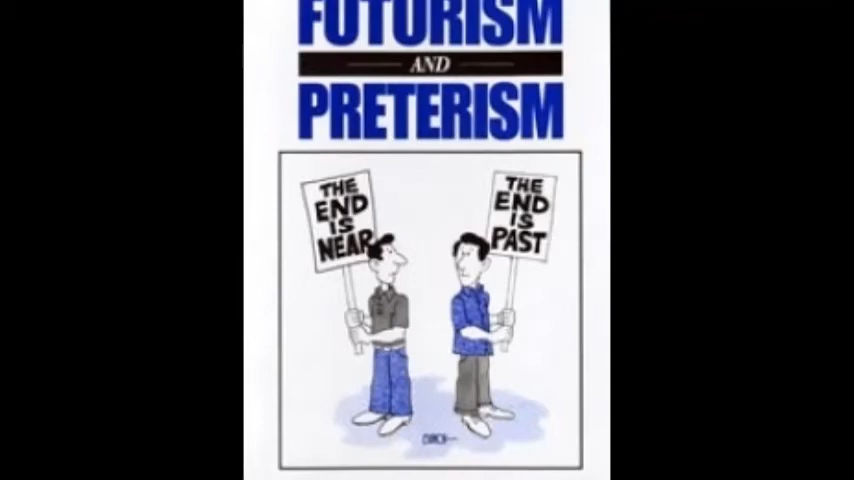 FUTURISM
AND
PRETERISM
THE
END
IS
NEAR
THE
END
IS
PAST